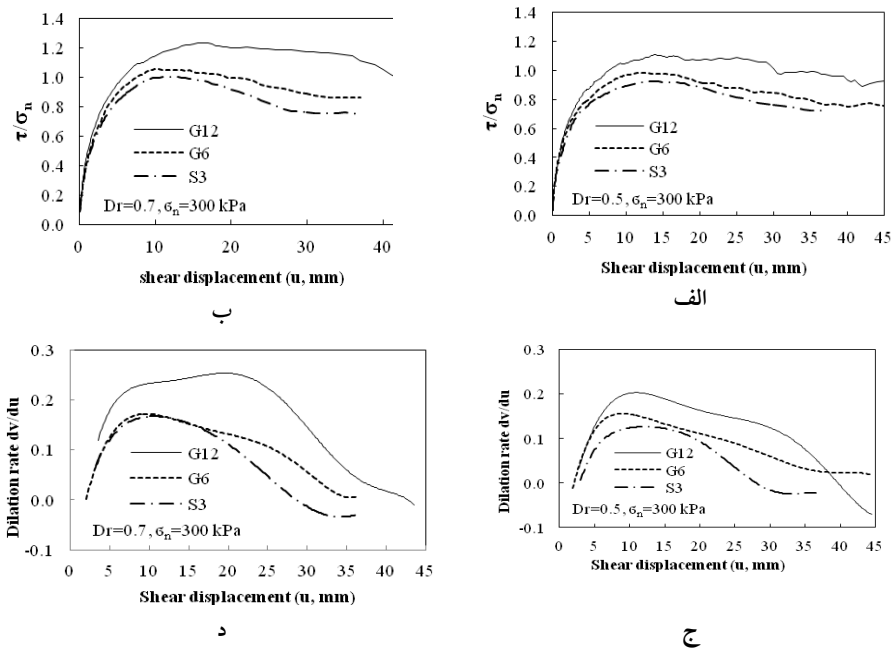 1.4
1.2
1.0
0.8
0.6
0.4
0.2
0.0
τ/σn
G12
G6
S3
Dr=0.7, σn=300 kPa
0 10 20 30 40
shear displacement (u, mm)
ب
1.4
1.2
1.0
0.8
0.6
0.4
0.2
0.0
τ/σn
G12
G6
S3
Dr=0.5, σn=300 kPa
0 5 10 15 20 25 30 35 40 45
Shear displacement (u, mm)
الف
0.3
0.2
0.1
0.0
-0.1
Dilation rate dv/du
G12
G6
S3
Dr=0.7, σn=300 kPa
0 5 10 15 20 25 30 35 40 45
Shear displacement (u, mm)
د
0.3
0.2
0.1
0.0
-0.1
Dilation rate dv/du
G12
G6
S3
Dr=0.5, σn=300 kPa
0 5 10 15 20 25 30 35 40 45
Shear displacement (u, mm)
ج